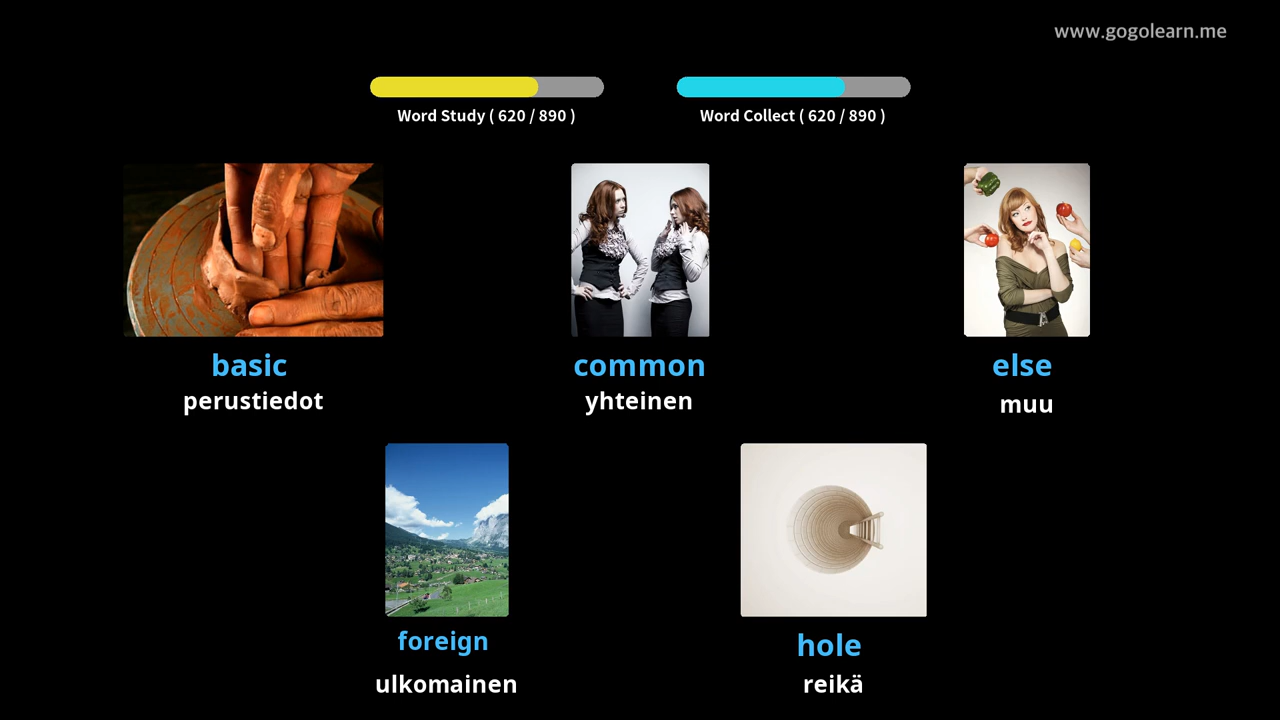 www.gogolearn.me
Word Study ( 620 / 890 )
Word Collect ( 620 / 890 )
basic
perustiedot
common
yhteinen
else
muu
foreign
ulkomainen
hole
reikä